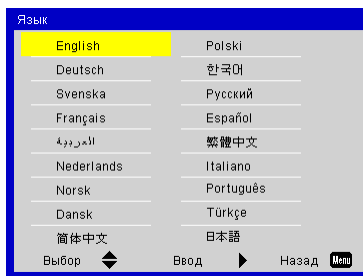 Язык
English Polski
Deutsch 한국어
Svenska Русский
Français Español
العربية 繁體中文
Nederlands Italiano
Norsk Português
Dansk Türkçe
简体中文 日本語
Выбор Ввод Назад Menu